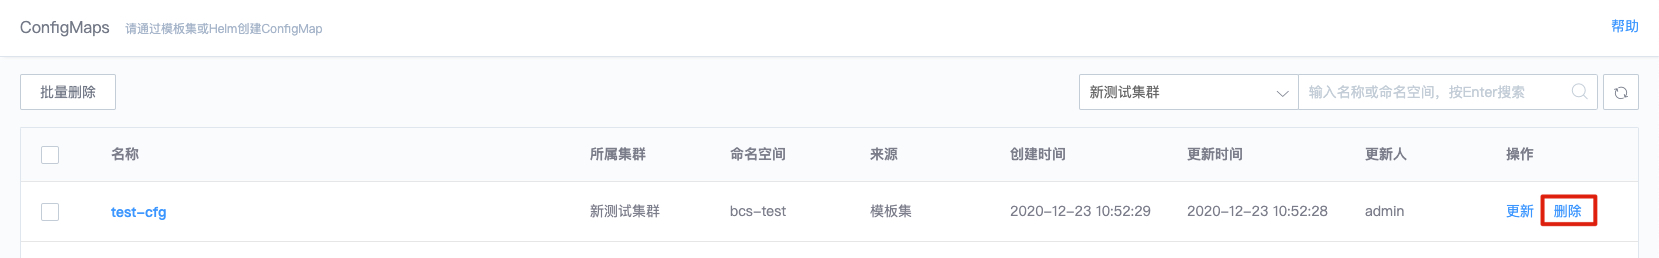 ConfigMaps 请通过模板集或Helm创建ConfigMap 帮助
批量删除 新测试集群 输入名称或命名空间，按Enter搜索
名称 所属集群 命名空间 来源 创建时间 更新时间 更新人 操作
test-cfg 新测试集群 bcs-test 模板集 2020-12-23 10:52:29 2020-12-23 10:52:28 admin 更新 删除